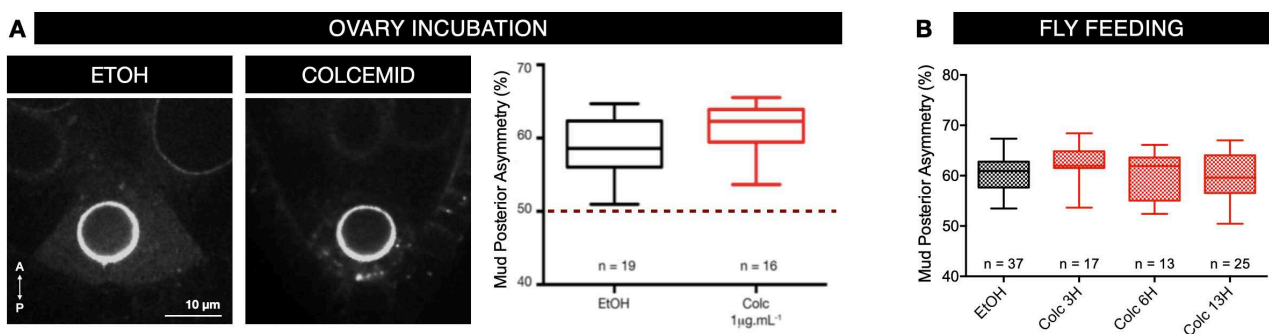 A
OVARY INCUBATION
ETOH
COLCEMID
A
P
10 µm
Mud Posterior Asymmetry (%)
70
60
50
40
n = 19
n = 16
EtOH
Colc
1µg.mL⁻¹
B
FLY FEEDING
Mud Posterior Asymmetry (%)
80
70
60
50
40
n = 37
n = 17
n = 13
n = 25
EtOH
Colc 3H
Colc 6H
Colc 13H